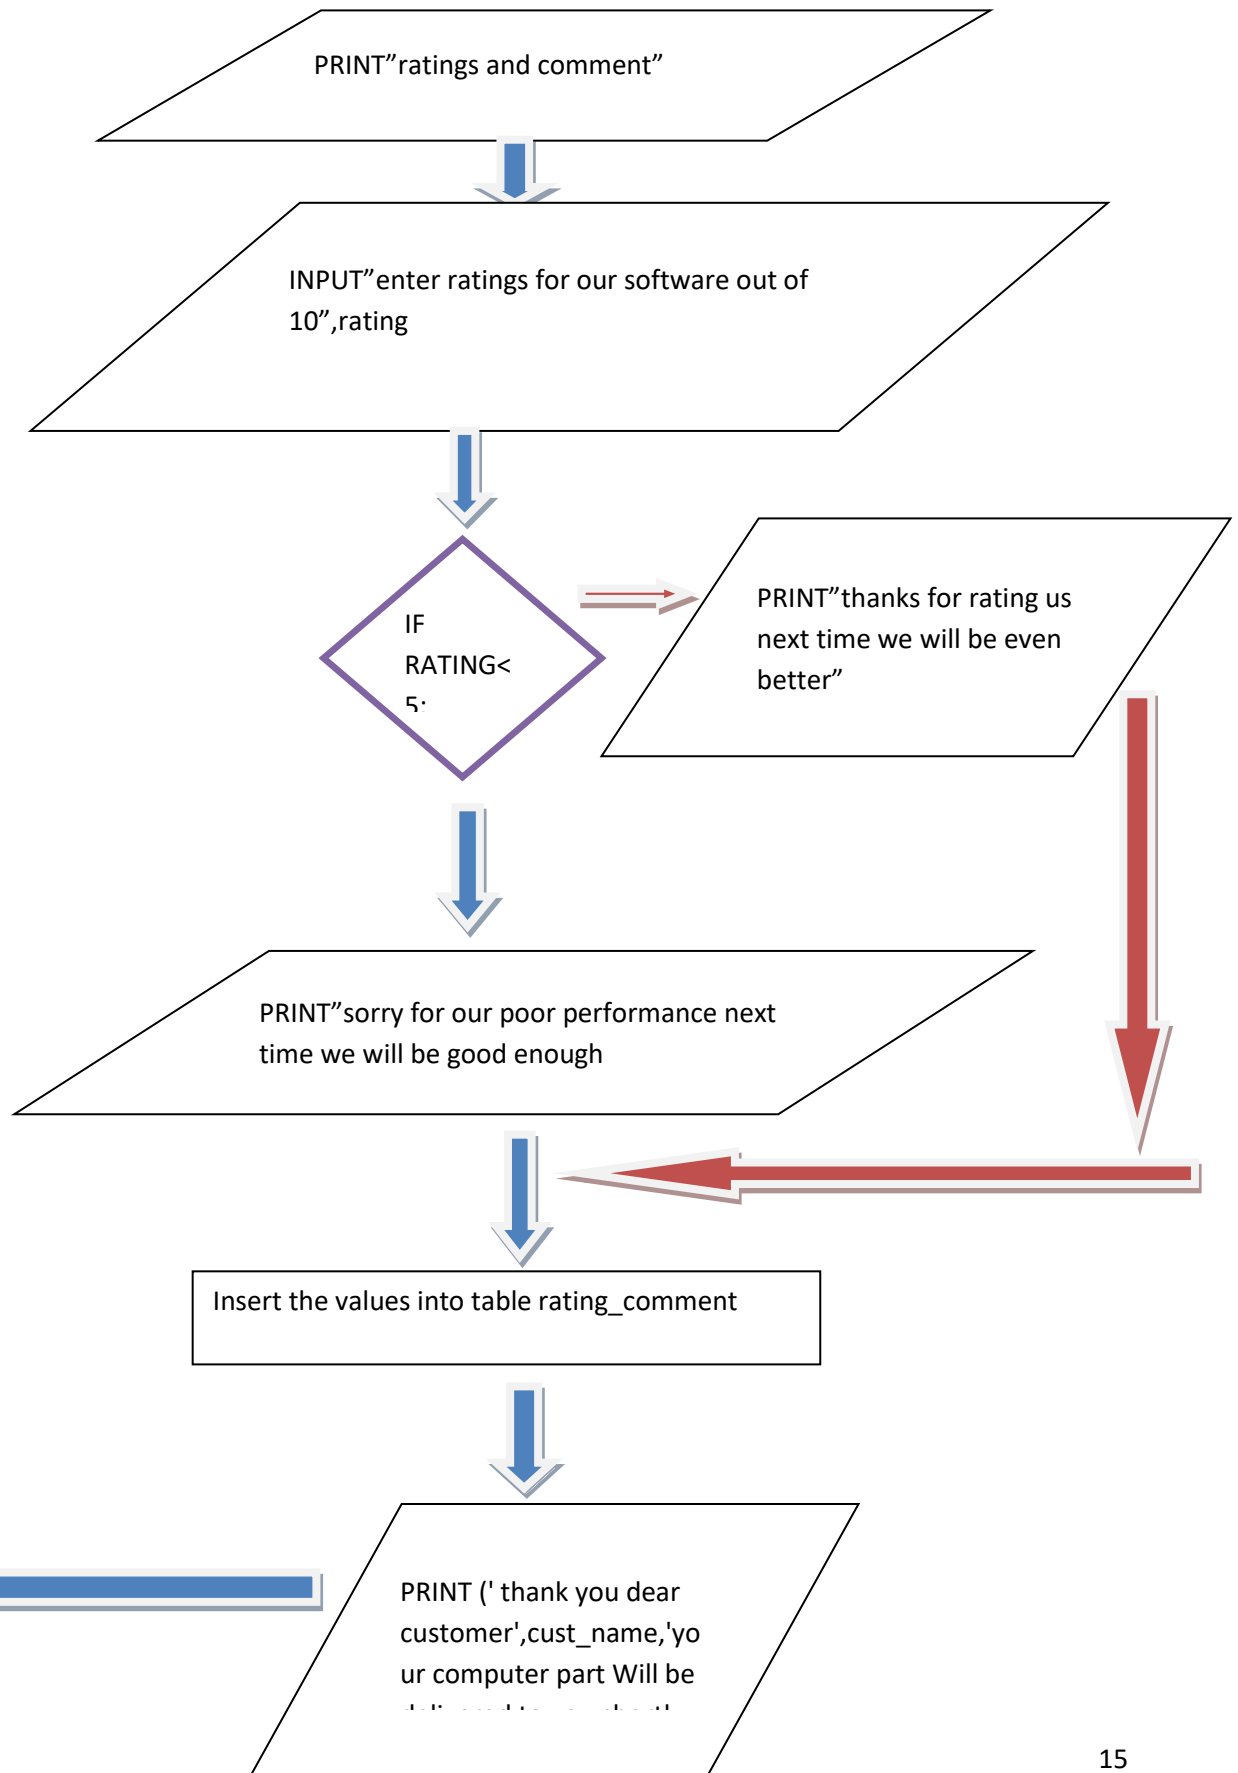 PRINT”ratings and comment”
INPUT”enter ratings for our software out of
10”,rating
IF
RATING<
5:
PRINT”thanks for rating us
next time we will be even
better”
PRINT”sorry for our poor performance next
time we will be good enough
Insert the values into table rating_comment
PRINT (' thank you dear
customer',cust_name,'yo
ur computer part Will be
15